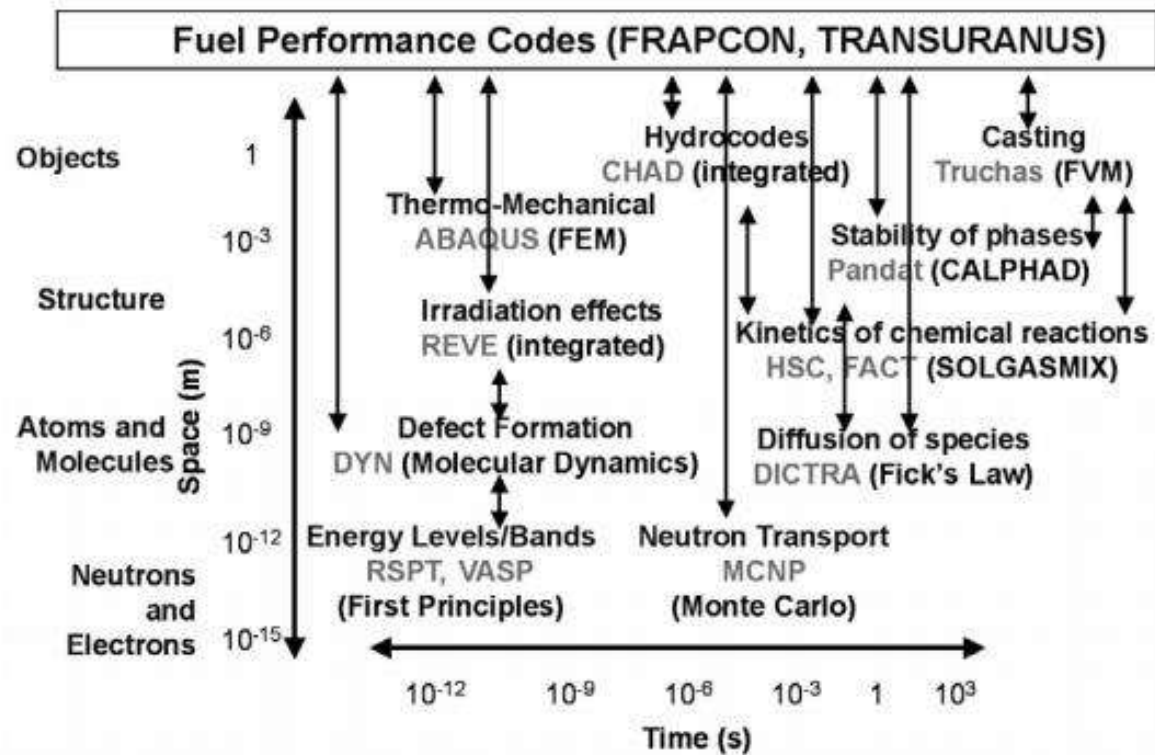 Fuel Performance Codes (FRAPCON, TRANSURANUS)
Objects
Structure
Atoms and
Molecules
Neutrons
and
Electrons
Space (m)
1
10⁻³
10⁻⁶
10⁻⁹
10⁻¹²
10⁻¹⁵
Hydrocodes
CHAD (integrated)
Casting
Truchas (FVM)
Thermo-Mechanical
ABAQUS (FEM)
Stability of phases
Pandat (CALPHAD)
Irradiation effects
REVE (integrated)
Kinetics of chemical reactions
HSC, FACT (SOLGASMIX)
Defect Formation
DYN (Molecular Dynamics)
Diffusion of species
DICTRA (Fick's Law)
Energy Levels/Bands
RSPT, VASP
(First Principles)
Neutron Transport
MCNP
(Monte Carlo)
10⁻¹² 10⁻⁹ 10⁻⁶ 10⁻³ 1 10³
Time (s)